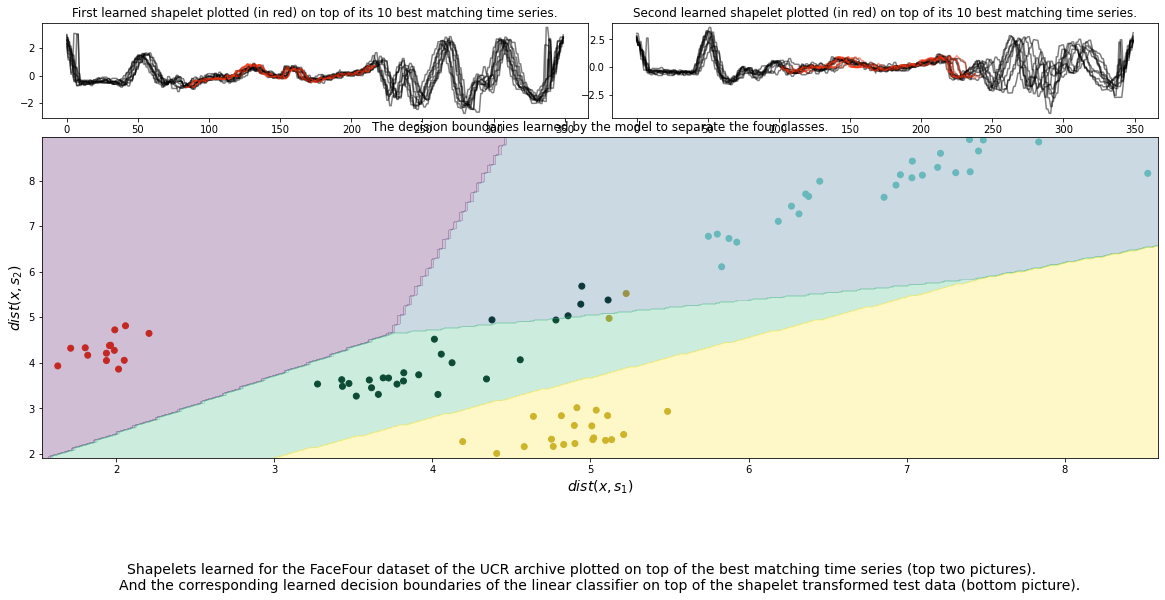 First learned shapelet plotted (in red) on top of its 10 best matching time series.
Second learned shapelet plotted (in red) on top of its 10 best matching time series.
2
0
−2
0 50 100 150 200 250 300 350
2.5
0.0
−2.5
0 50 100 150 200 250 300 350
The decision boundaries learned by the model to separate the four classes.
8
7
6
5
4
3
2
dist(x, s₂)
2 3 4 5 6 7 8
dist(x, s₁)
Shapelets learned for the FaceFour dataset of the UCR archive plotted on top of the best matching time series (top two pictures).
And the corresponding learned decision boundaries of the linear classifier on top of the shapelet transformed test data (bottom picture).